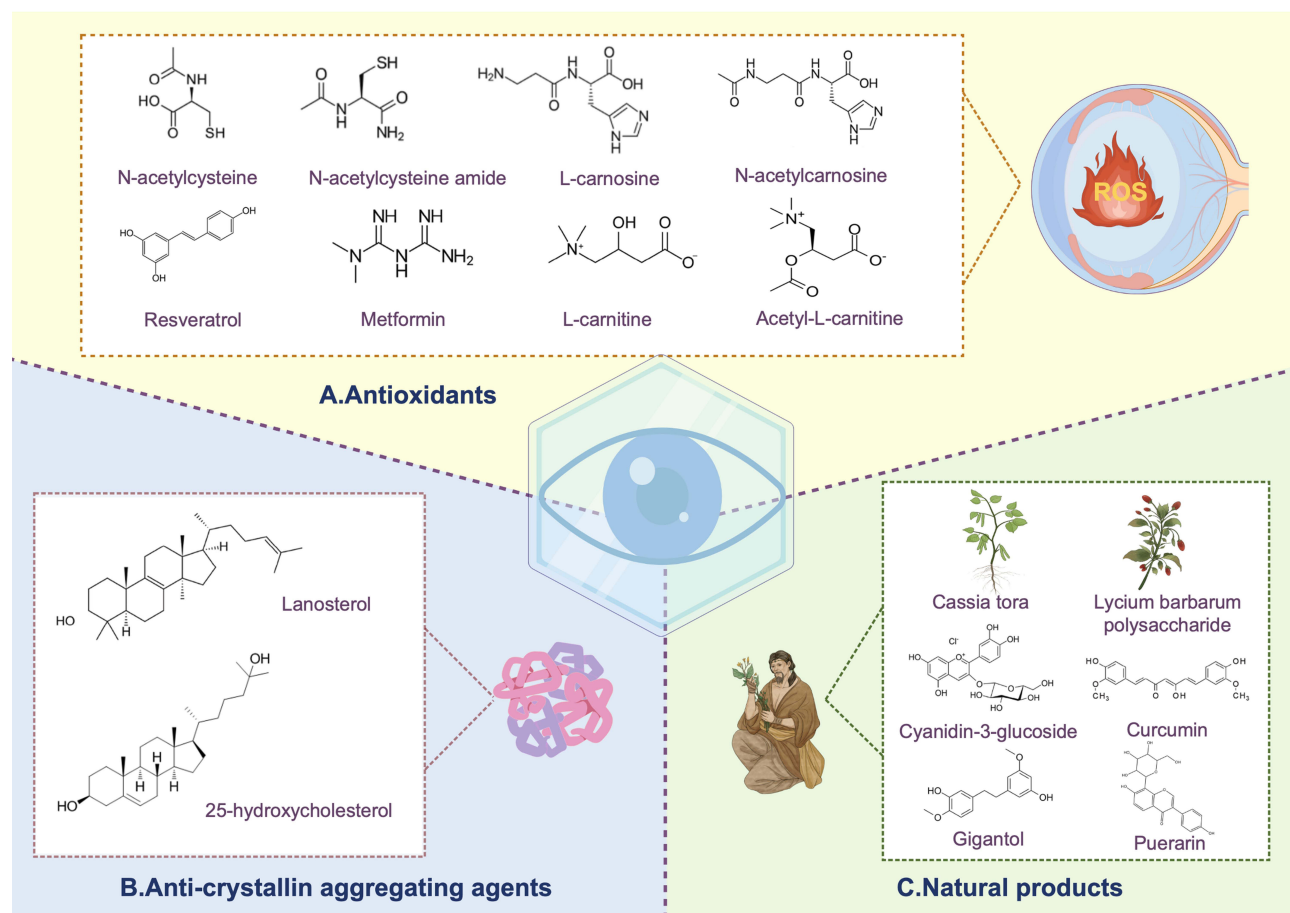 N-acetylcysteine
N-acetylcysteine amide
L-carnosine
N-acetylcarnosine
ROS
Resveratrol
Metformin
L-carnitine
Acetyl-L-carnitine
A.Antioxidants
Lanosterol
25-hydroxycholesterol
B.Anti-crystallin aggregating agents
Cassia tora
Lycium barbarum
polysaccharide
Cyanidin-3-glucoside
Curcumin
Gigantol
Puerarin
C.Natural products